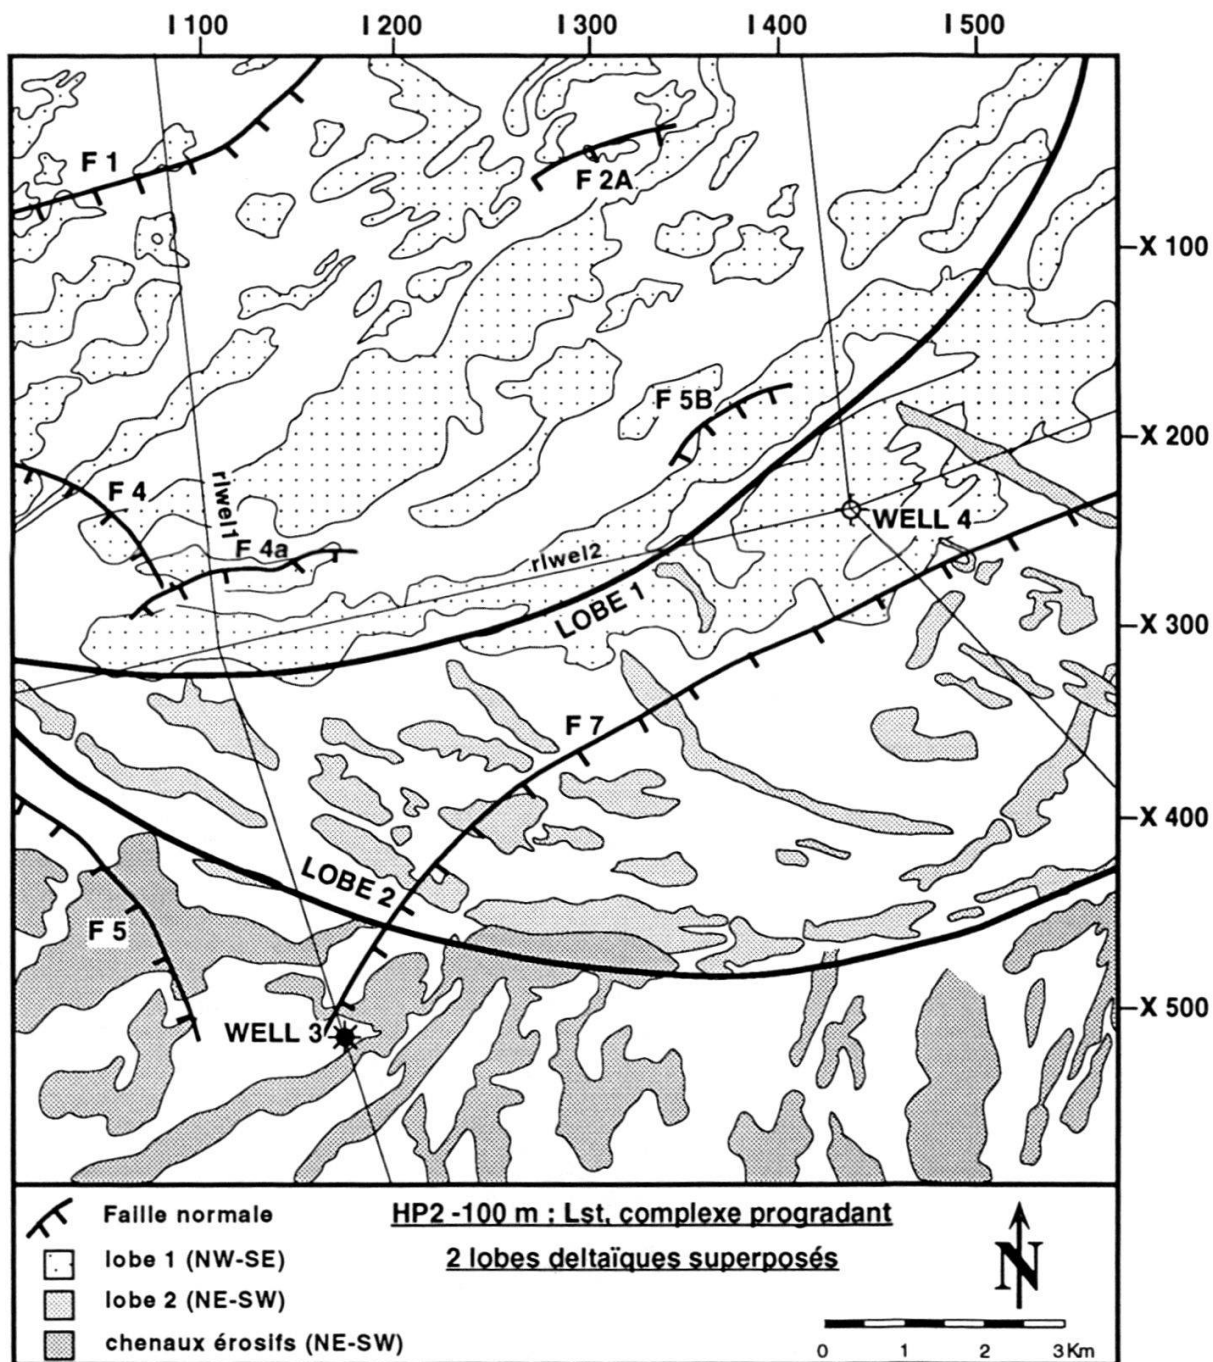 I 100 I 200 I 300 I 400 I 500
F 1
F 2A
X 100
F 5B
X 200
F 4
rlwel1
WELL 4
F 4a
rlwel2
LOBE 1
X 300
F 7
X 400
LOBE 2
F 5
X 500
WELL 3
Faille normale
lobe 1 (NW-SE)
lobe 2 (NE-SW)
chenaux érosifs (NE-SW)
HP2 -100 m : Lst, complexe progradant
2 lobes deltaïques superposés
N
0 1 2 3 Km